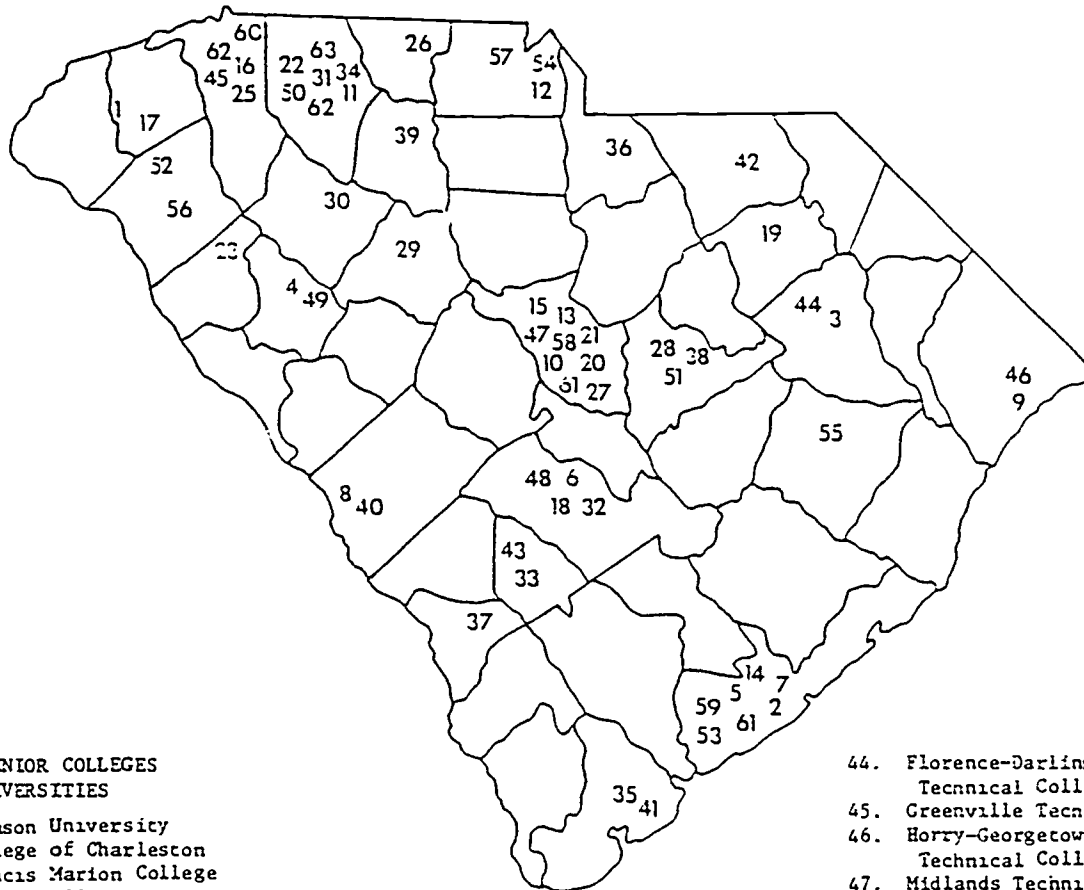 6C 63 26 57 54
62 16 22 31 34 12
45 25 50 62 11
1 17 39 36 42
52
56 30 19
23 29
4 49 15 13 44 3
47 58 21 28 38
10 20 51 46
61 27 9
55
48 6
8 40 18 32
43
33
37
14 7
5 2
59 61
53
35 41
NIOR COLLEGES
VERSITIES
son University
lege of Charleston
ncis Marion College
44. Florence-Darlin
Technical Coll
45. Greenville Tecn
46. Horry-Georgetow
Technical Coll
47. Midlands Techni